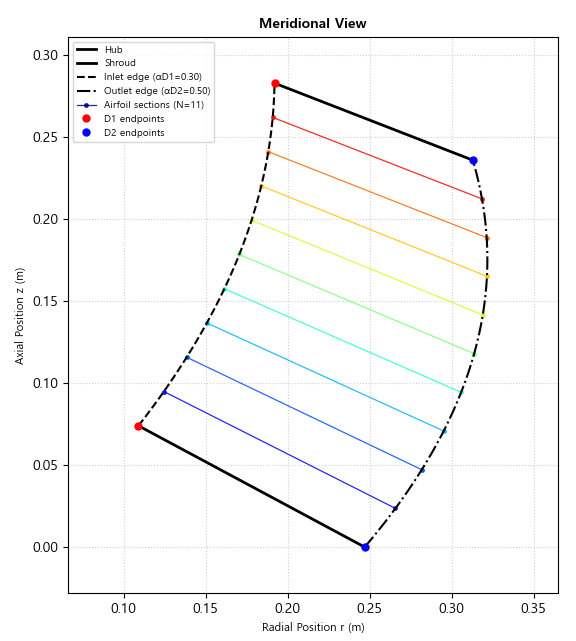 Meridional View
Hub
Shroud
Inlet edge (αD1=0.30)
Outlet edge (αD2=0.50)
Airfoil sections (N=11)
D1 endpoints
D2 endpoints
Axial Position z (m)
0.30
0.25
0.20
0.15
0.10
0.05
0.00
0.10 0.15 0.20 0.25 0.30 0.35
Radial Position r (m)